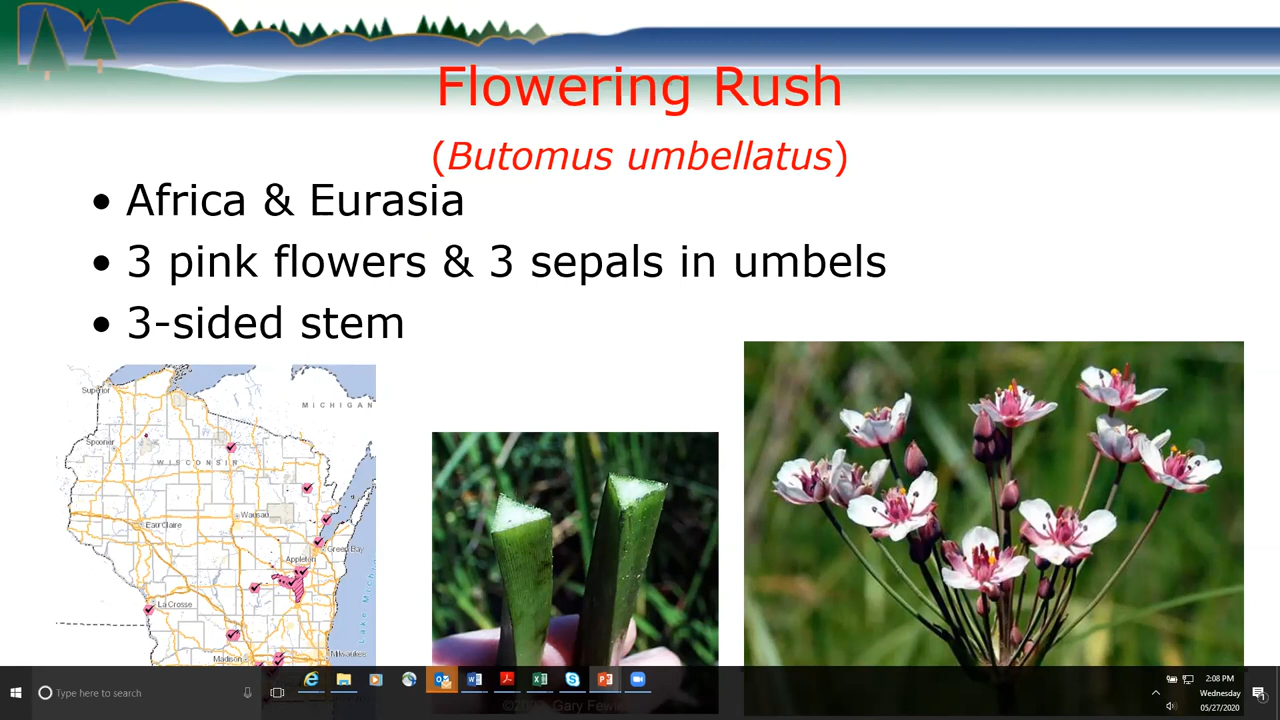 Flowering Rush
(Butomus umbellatus)
• Africa & Eurasia
• 3 pink flowers & 3 sepals in umbels
• 3-sided stem
Superior
MICHIGAN
Spooner
WISCONSIN
Wausau
Eau Claire
Green Bay
Appleton
La Crosse
Lake Michi
Madison
Milwaukee
Type here to search
2:08 PM
Wednesday
05/27/2020